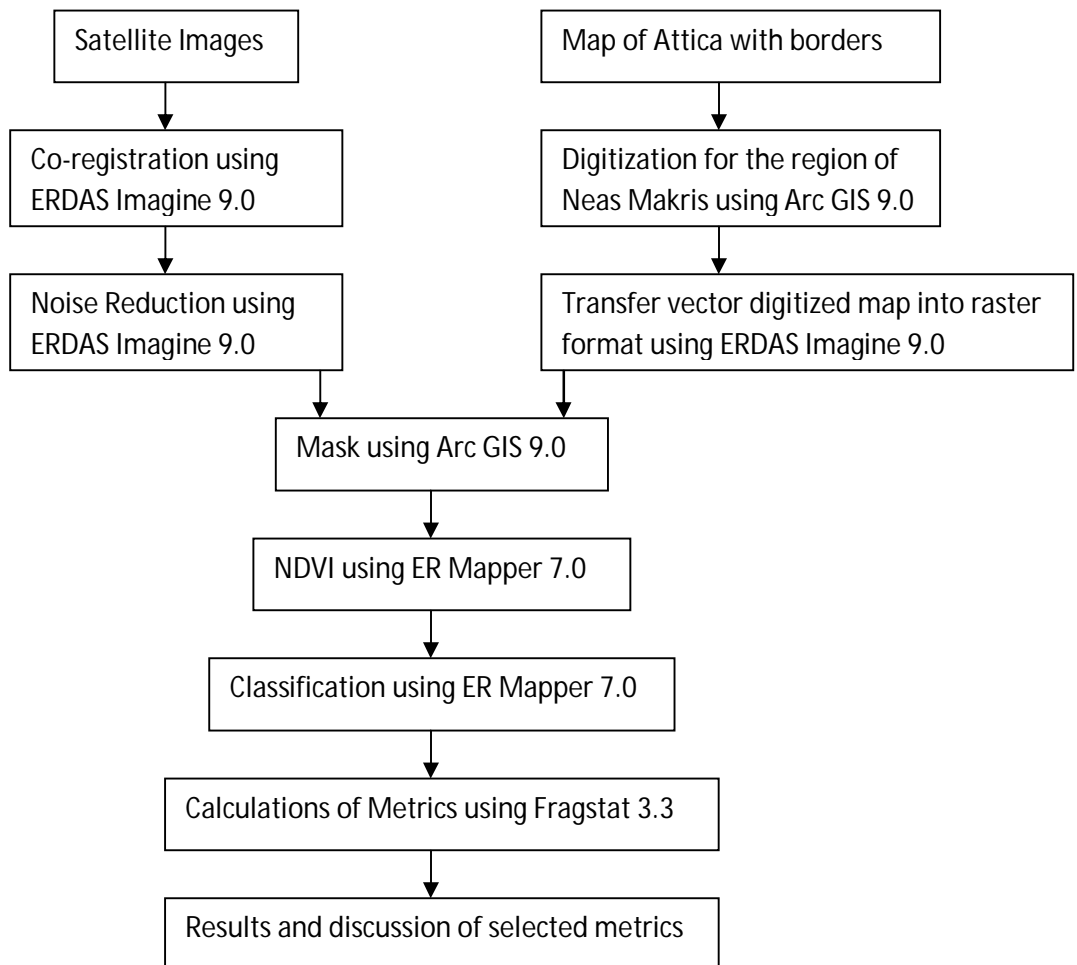 Satellite Images
Map of Attica with borders
Co-registration using
ERDAS Imagine 9.0
Digitization for the region of
Neas Makris using Arc GIS 9.0
Noise Reduction using
ERDAS Imagine 9.0
Transfer vector digitized map into raster
format using ERDAS Imagine 9.0
Mask using Arc GIS 9.0
NDVI using ER Mapper 7.0
Classification using ER Mapper 7.0
Calculations of Metrics using Fragstat 3.3
Results and discussion of selected metrics